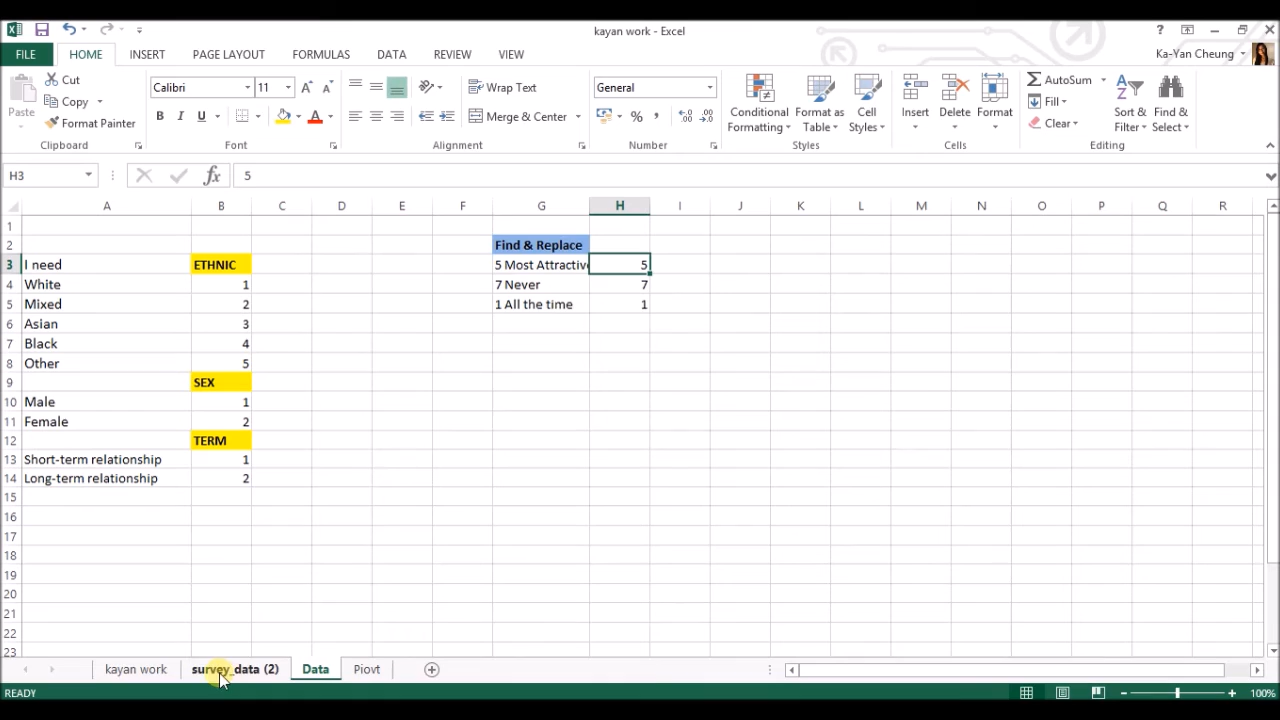 kayan work - Excel
?
FILE HOME INSERT PAGE LAYOUT FORMULAS DATA REVIEW VIEW Ka-Yan Cheung
Paste
Cut
Copy
Format Painter
Clipboard
Calibri 11
B I U A
Font
Wrap Text
Merge & Center
Alignment
General
% ,
Number
Conditional Formatting
Format as Table
Cell Styles
Styles
Insert
Delete
Format
Cells
AutoSum
Fill
Clear
Sort & Filter
Find & Select
Editing
H3 fx 5
A B C D E F G H I J K L M N O P Q R
1
2 Find & Replace
3 I need ETHNIC 5 Most Attractive 5
4 White 1 7 Never 7
5 Mixed 2 1 All the time 1
6 Asian 3
7 Black 4
8 Other 5
9 SEX
10 Male 1
11 Female 2
12 TERM
13 Short-term relationship 1
14 Long-term relationship 2
15
16
17
18
19
20
21
22
23
kayan work survey_data (2) Data Piovt
READY 100%